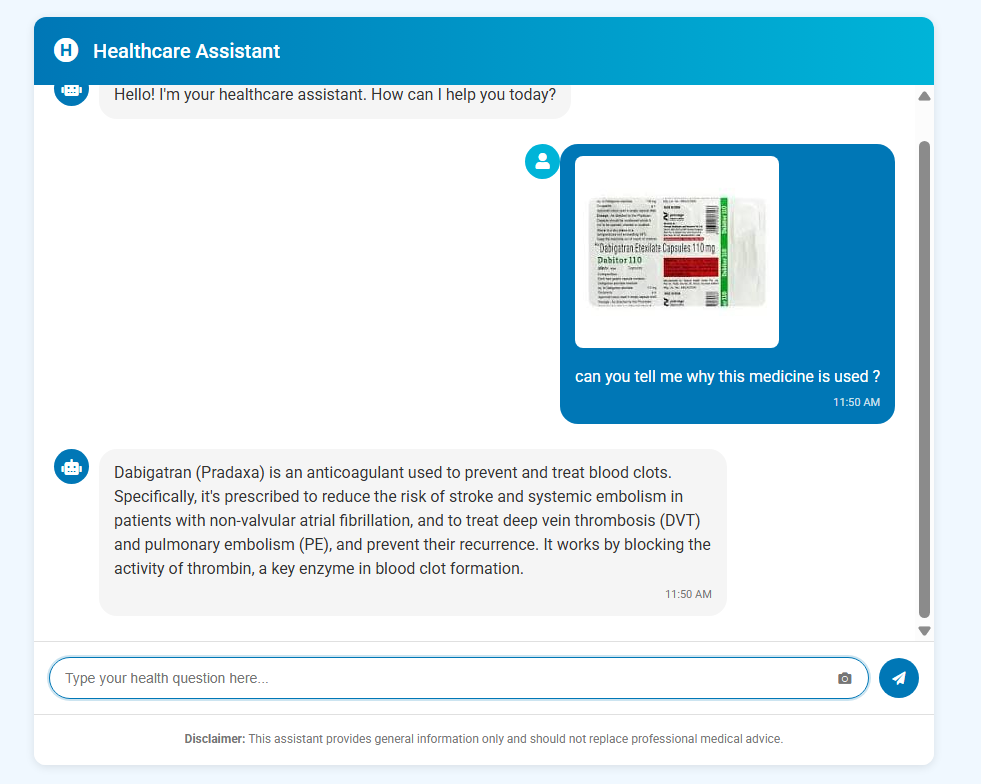 H Healthcare Assistant
Hello! I'm your healthcare assistant. How can I help you today?
Dabigatran Etexilate Capsules 110 mg
Dabitor 110
can you tell me why this medicine is used ?
11:50 AM
Dabigatran (Pradaxa) is an anticoagulant used to prevent and treat blood clots.
Specifically, it's prescribed to reduce the risk of stroke and systemic embolism in
patients with non-valvular atrial fibrillation, and to treat deep vein thrombosis (DVT)
and pulmonary embolism (PE), and prevent their recurrence. It works by blocking the
activity of thrombin, a key enzyme in blood clot formation.
11:50 AM
Type your health question here...
Disclaimer: This assistant provides general information only and should not replace professional medical advice.